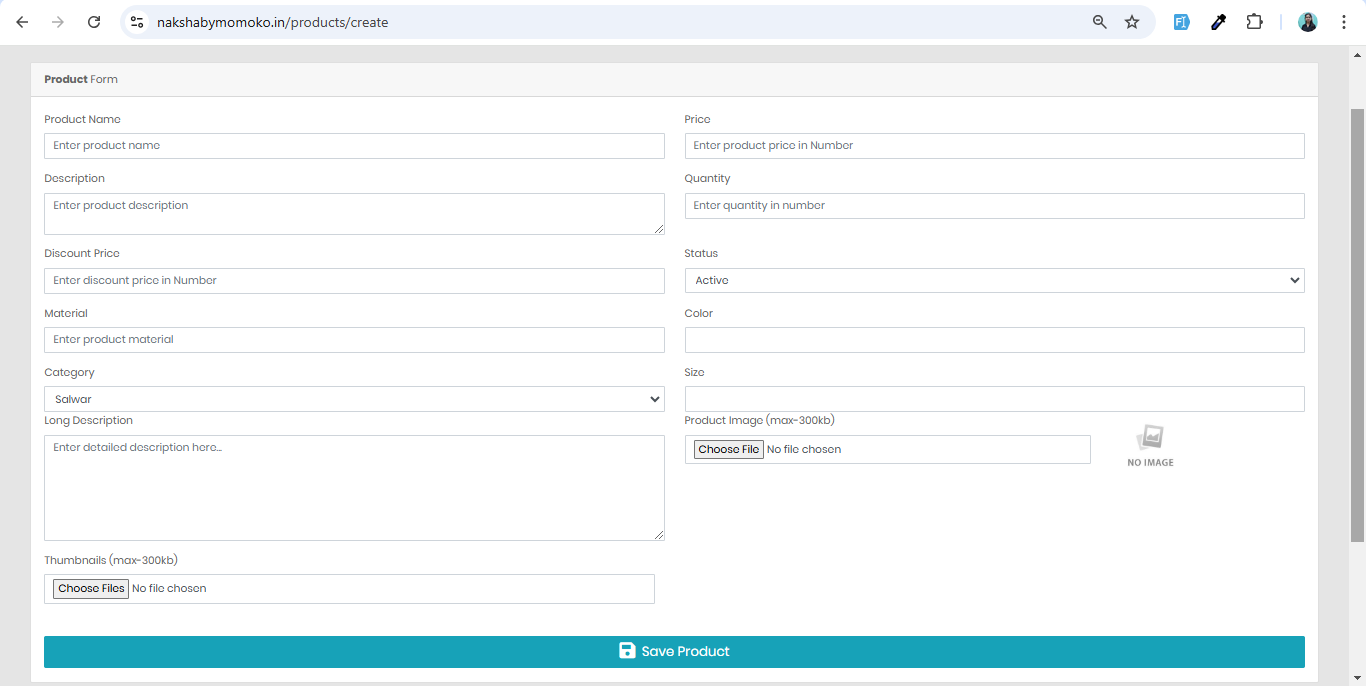 nakshabymomoko.in/products/create
Product Form
Product Name
Price
Enter product name
Enter product price in Number
Description
Quantity
Enter product description
Enter quantity in number
Discount Price
Status
Enter discount price in Number
Active
Material
Color
Enter product material
Category
Size
Salwar
Long Description
Product Image (max-300kb)
Enter detailed description here...
Choose File No file chosen
NO IMAGE
Thumbnails (max-300kb)
Choose Files No file chosen
Save Product